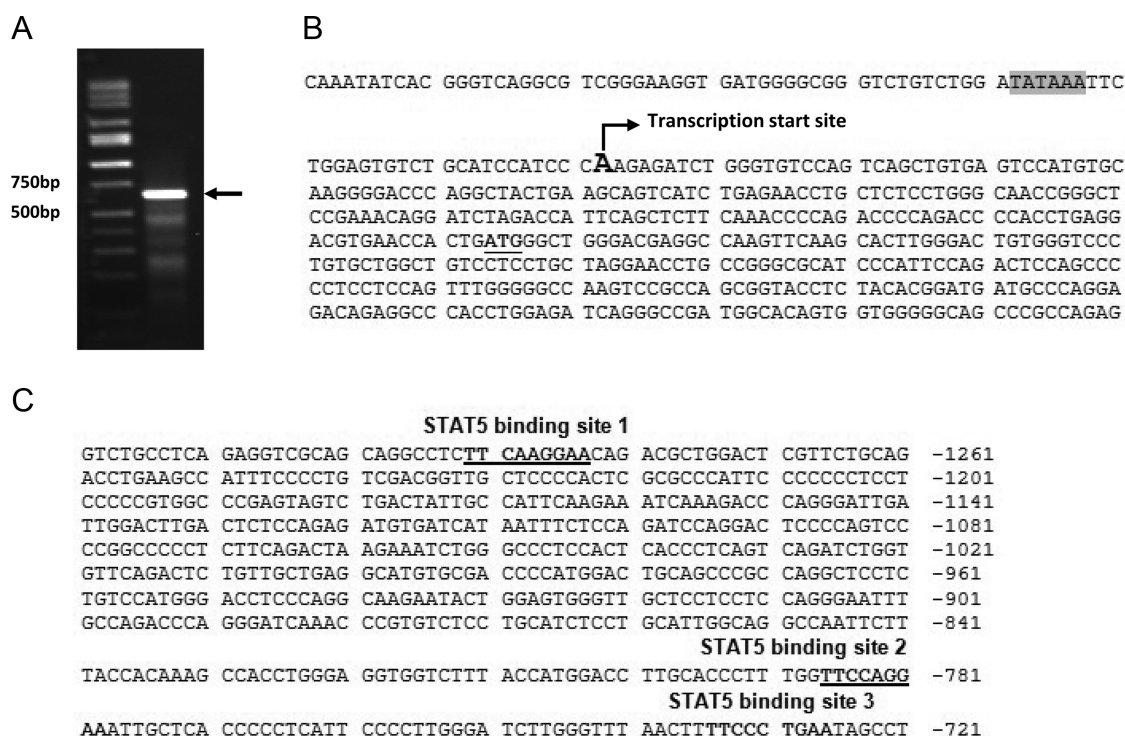 A
B
750bp
500bp
CAAATATCAC GGGTCAGGCG TCGGGAAGGT GATGGGGCGG GTCTGTCTGG ATATAAATTC
Transcription start site
TGGAGTGTCT GCATCCATCC CAAGAGATCT GGGTGTCCAG TCAGCTGTGA GTCCATGTGC
AAGGGGACCC AGGCTACTGA AGCAGTCATC TGAGAACCTG CTCTCCTGGG CAACCGGGCT
CCGAAACAGG ATCTAGACCA TTCAGCTCTT CAAACCCCAG ACCCCAGACC CCACCTGAGG
ACGTGAACCA CTGATGGGCT GGGACGAGGC CAAGTTCAAG CACTTGGGAC TGTGGGTCCC
TGTGCTGGCT GTCCTCCTGC TAGGAACCTG CCGGGCGCAT CCCATTCCAG ACTCCAGCCC
CCTCCTCCAG TTTGGGGGCC AAGTCCGCCA GCGGTACCTC TACACGGATG ATGCCCAGGA
GACAGAGGCC CACCTGGAGA TCAGGGCCGA TGGCACAGTG GTGGGGGCAG CCCGCCAGAG
C
STAT5 binding site 1
GTCTGCCTCA GAGGTCGCAG CAGGCCTCTT CAAGGAACAG ACGCTGGACT CGTTCTGCAG -1261
ACCTGAAGCC ATTTCCCCTG TCGACGGTTG CTCCCCACTC GCGCCCATTC CCCCCCTCCT -1201
CCCCCGTGGC CCGAGTAGTC TGACTATTGC CATTCAAGAA ATCAAAGACC CAGGGATTGA -1141
TTGGACTTGA CTCTCCAGAG ATGTGATCAT AATTTCTCCA GATCCAGGAC TCCCCAGTCC -1081
CCGGCCCCCT CTTCAGACTA AGAAATCTGG GCCCTCCACT CACCCTCAGT CAGATCTGGT -1021
GTTCAGACTC TGTTGCTGAG GCATGTGCGA CCCCATGGAC TGCAGCCCGC CAGGCTCCTC -961
TGTCCATGGG ACCTCCCAGG CAAGAATACT GGAGTGGGTT GCTCCTCCTC CAGGGAATTT -901
GCCAGACCCA GGGATCAAAC CCGTGTCTCC TGCATCTCCT GCATTGGCAG GCCAATTCTT -841
STAT5 binding site 2
TACCACAAAG CCACCTGGGA GGTGGTCTTT ACCATGGACC TTGCACCCTT TGGTTCCAGG -781
STAT5 binding site 3
AAATTGCTCA CCCCCTCATT CCCCTTGGGA TCTTGGGTTT AACTTTTCCC TGAATAGCCT -721